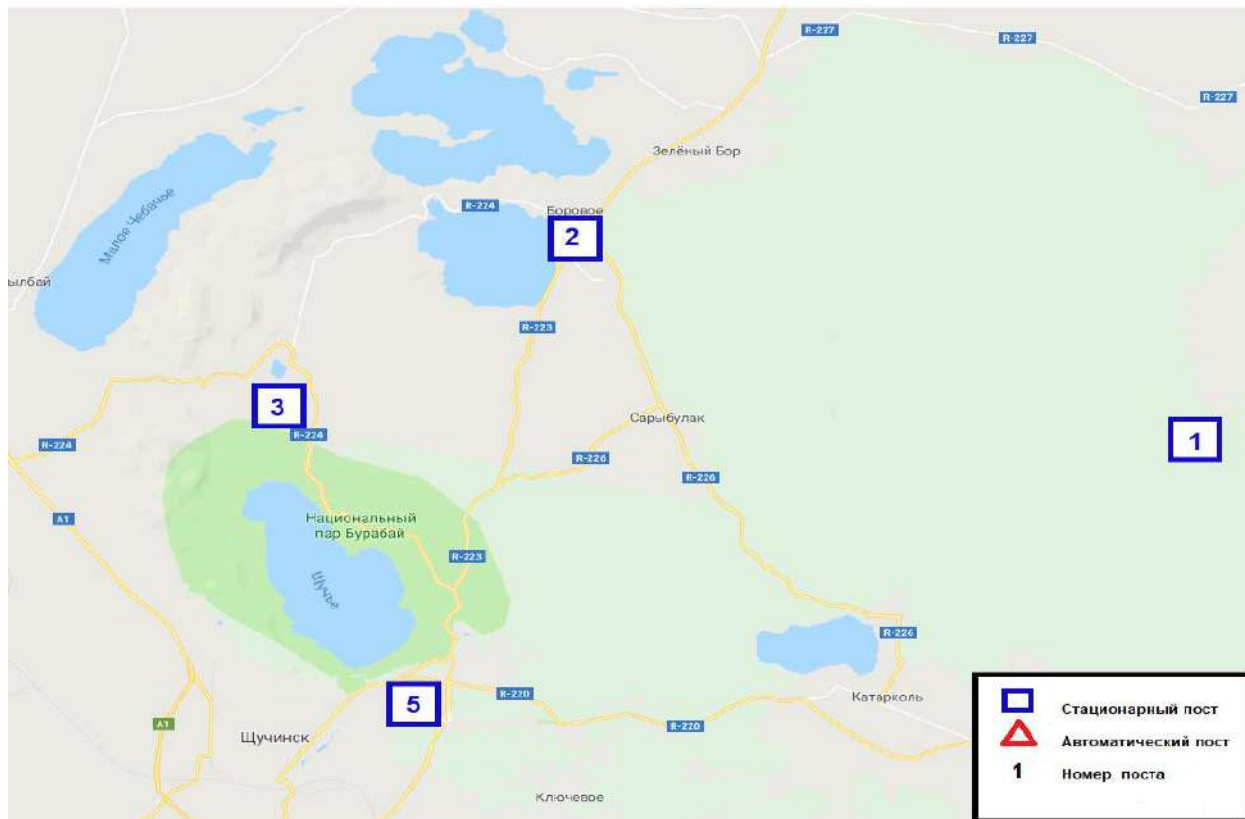 R-227
R-227
R-227
Зелёный Бор
Малое Чебачье
R-224
Боровое
2
ылбай
R-223
3
Сарыбулак
R-224
R-224
1
R-226
R-226
A1
Национальный
пар Бурабай
R-223
Щучье
R-226
R-220
Катарколь
5
A1
R-220
Щучинск
Ключевое
Стационарный пост
Автоматический пост
1 Номер поста